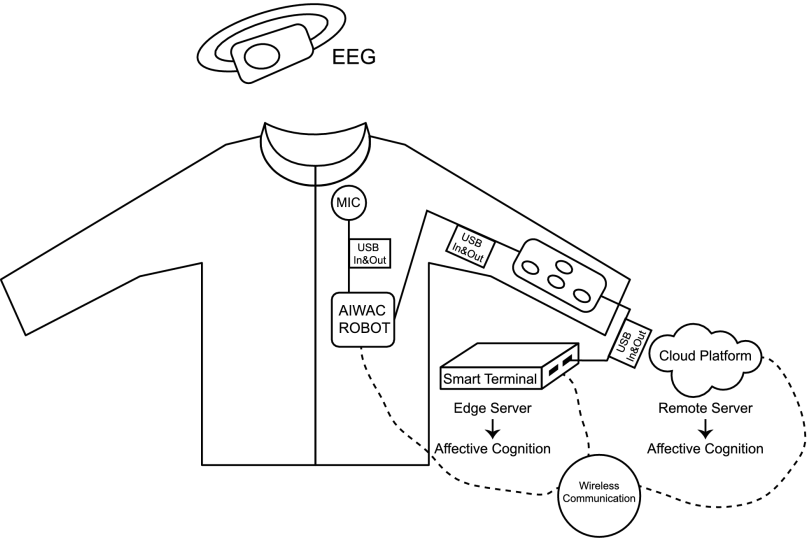 EEG
MIC
USB
In&Out
USB
In&Out
AIWAC
ROBOT
USB
In&Out
Cloud Platform
Smart Terminal
Edge Server
Remote Server
Affective Cognition
Affective Cognition
Wireless
Communication